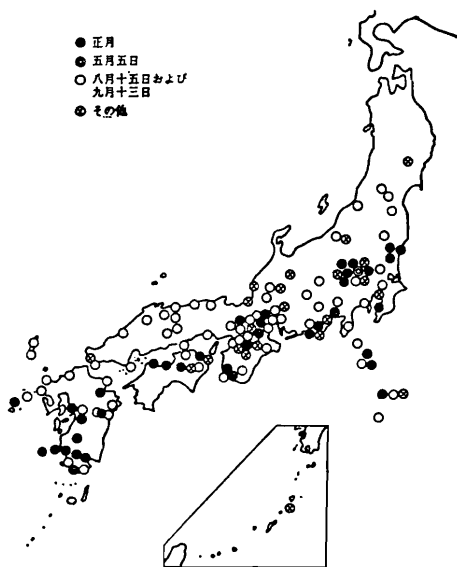 正月
五月五日
八月十五日および
九月十三日
その他